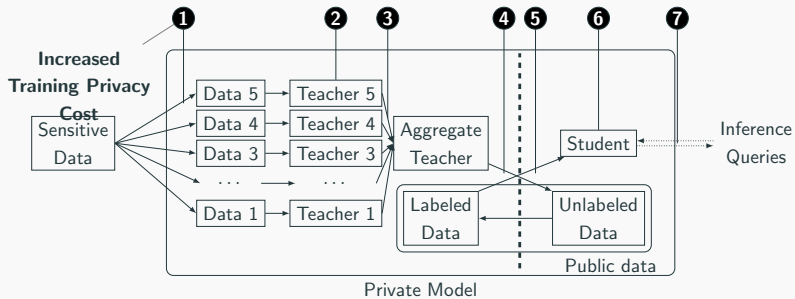 1
2
3
4
5
6
7
Increased
Training Privacy
Cost
Sensitive
Data
Data 5
Teacher 5
Data 4
Teacher 4
Data 3
Teacher 3
· · ·
· · ·
Data 1
Teacher 1
Aggregate
Teacher
Student
Inference
Queries
Labeled
Data
Unlabeled
Data
Public data
Private Model